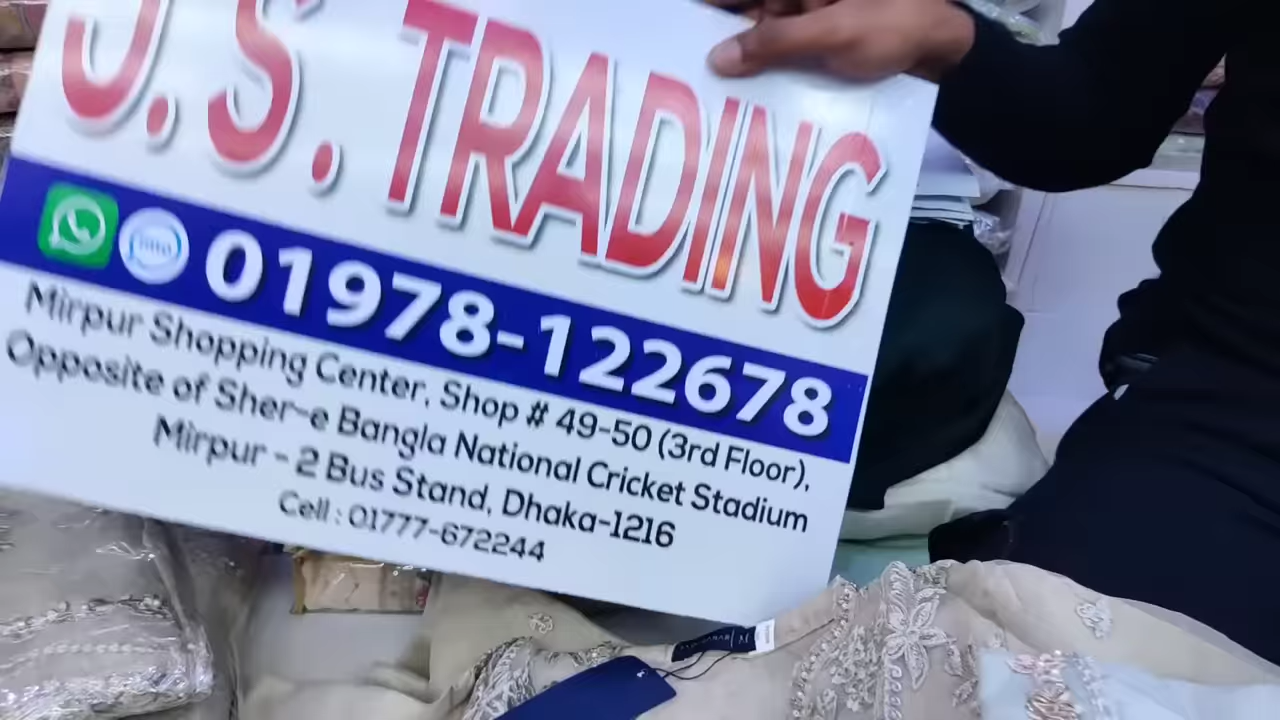 J.S. TRADING
imo
01978-122678
Mirpur Shopping Center, Shop # 49-50 (3rd Floor),
Opposite of Sher-e Bangla National Cricket Stadium
Mirpur - 2 Bus Stand, Dhaka-1216
Cell : 01777-672244
M